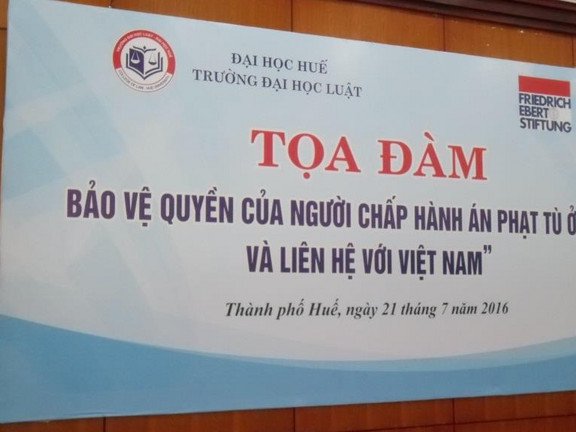 ĐẠI HỌC HUẾ
TRƯỜNG ĐẠI HỌC LUẬT
FRIEDRICH
EBERT
STIFTUNG
TỌA ĐÀM
BẢO VỆ QUYỀN CỦA NGƯỜI CHẤP HÀNH ÁN PHẠT TÙ Ở
VÀ LIÊN HỆ VỚI VIỆT NAM”
Thành phố Huế, ngày 21 tháng 7 năm 2016